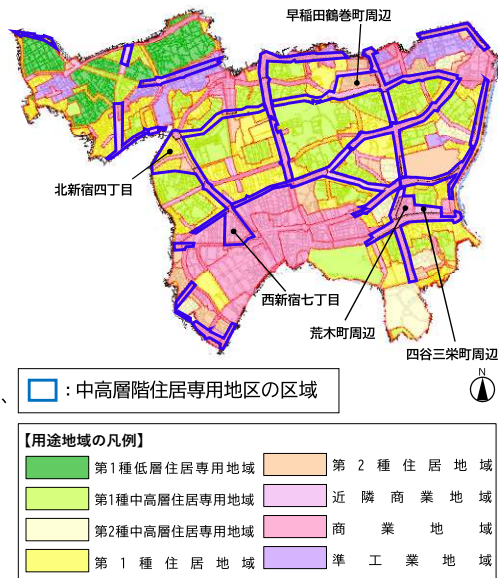 早稲田鶴巻町周辺
北新宿四丁目
西新宿七丁目
荒木町周辺
四谷三栄町周辺
、
：中高層階住居専用地区の区域
N
【用途地域の凡例】
第1種低層住居専用地域
第2種住居地域
第1種中高層住居専用地域
近隣商業地域
第2種中高層住居専用地域
商業地域
第1種住居地域
準工業地域